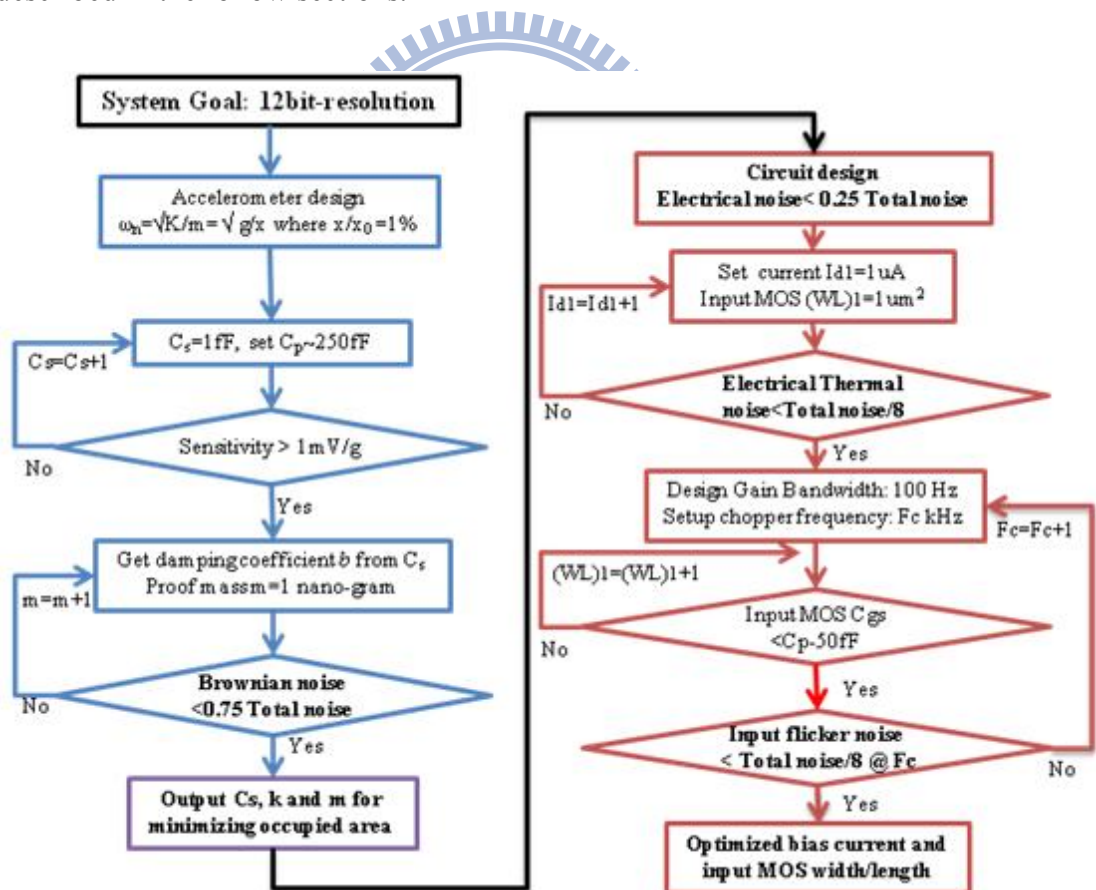 System Goal: 12bit-resolution
Accelerometer design
ωn=√K/m=√ g/x where x/x0=1%
Cs=1fF, set Cp~250fF
Cs=Cs+1
Sensitivity > 1mV/g
No
Yes
Get damping coefficient b from Cs
Proof mass m=1 nano-gram
m=m+1
Brownian noise
<0.75 Total noise
No
Yes
Output Cs, k and m for
minimizing occupied area
Circuit design
Electrical noise< 0.25 Total noise
Set current Id1=1uA
Input MOS (WL)1=1um²
Id1=Id1+1
Electrical Thermal
noise<Total noise/8
No
Yes
Design Gain Bandwidth: 100 Hz
Setup chopper frequency: Fc kHz
Fc=Fc+1
(WL)1=(WL)1+1
Input MOS Cgs
<Cp-50fF
No
Yes
Input flicker noise
< Total noise/8 @ Fc
No
Yes
Optimized bias current and
input MOS width/length